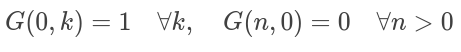 G(0, k) = 1 ∀k, G(n, 0) = 0 ∀n > 0